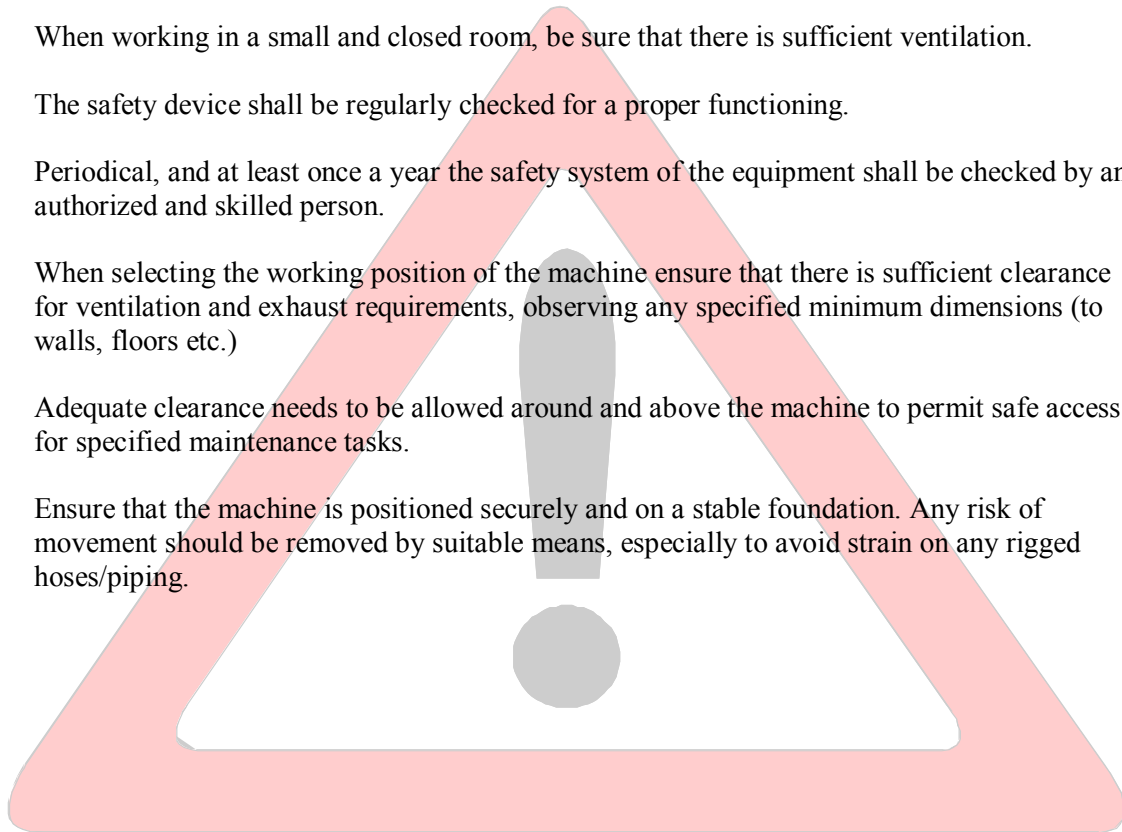 When working in a small and closed room, be sure that there is sufficient ventilation.
The safety device shall be regularly checked for a proper functioning.
Periodical, and at least once a year the safety system of the equipment shall be checked by an
authorized and skilled person.
When selecting the working position of the machine ensure that there is sufficient clearance
for ventilation and exhaust requirements, observing any specified minimum dimensions (to
walls, floors etc.)
Adequate clearance needs to be allowed around and above the machine to permit safe access
for specified maintenance tasks.
Ensure that the machine is positioned securely and on a stable foundation. Any risk of
movement should be removed by suitable means, especially to avoid strain on any rigged
hoses/piping.